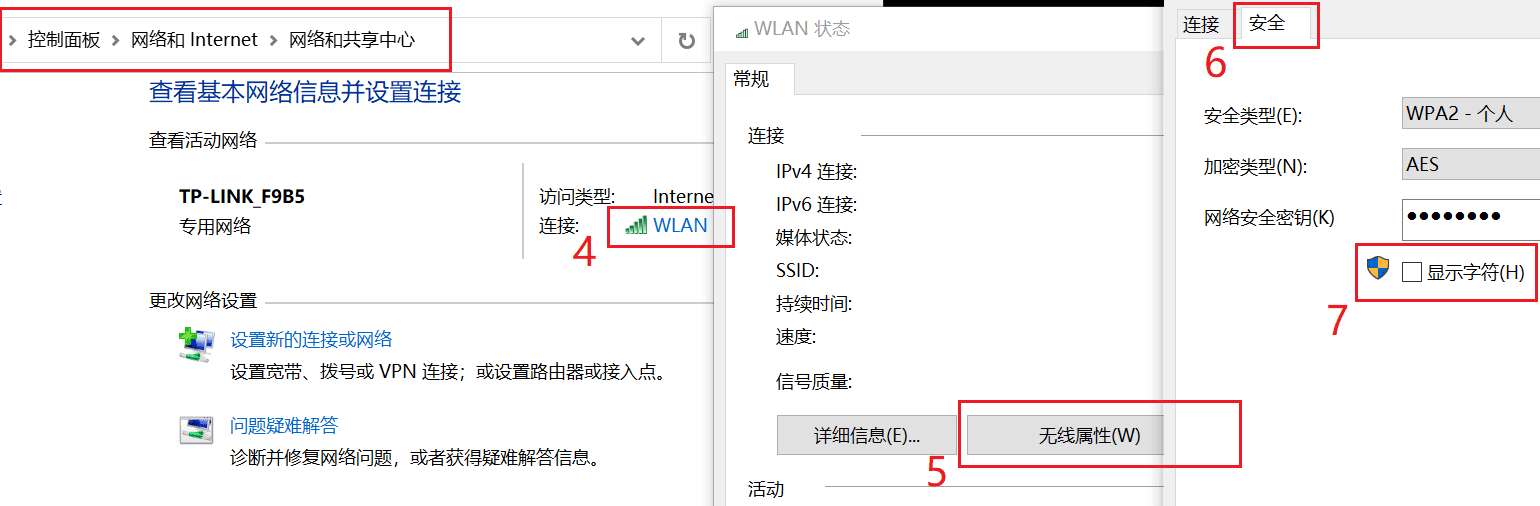 控制面板 > 网络和 Internet > 网络和共享中心
查看基本网络信息并设置连接
查看活动网络
TP-LINK_F9B5
专用网络
访问类型: Interne
连接: WLAN
4
更改网络设置
设置新的连接或网络
设置宽带、拨号或 VPN 连接；或设置路由器或接入点。
问题疑难解答
诊断并修复网络问题，或者获得疑难解答信息。
WLAN 状态
常规
连接
IPv4 连接:
IPv6 连接:
媒体状态:
SSID:
持续时间:
速度:
信号质量:
详细信息(E)... 无线属性(W)
5
活动
连接 安全
6
安全类型(E): WPA2 - 个人
加密类型(N): AES
网络安全密钥(K) ●●●●●●●●
显示字符(H)
7